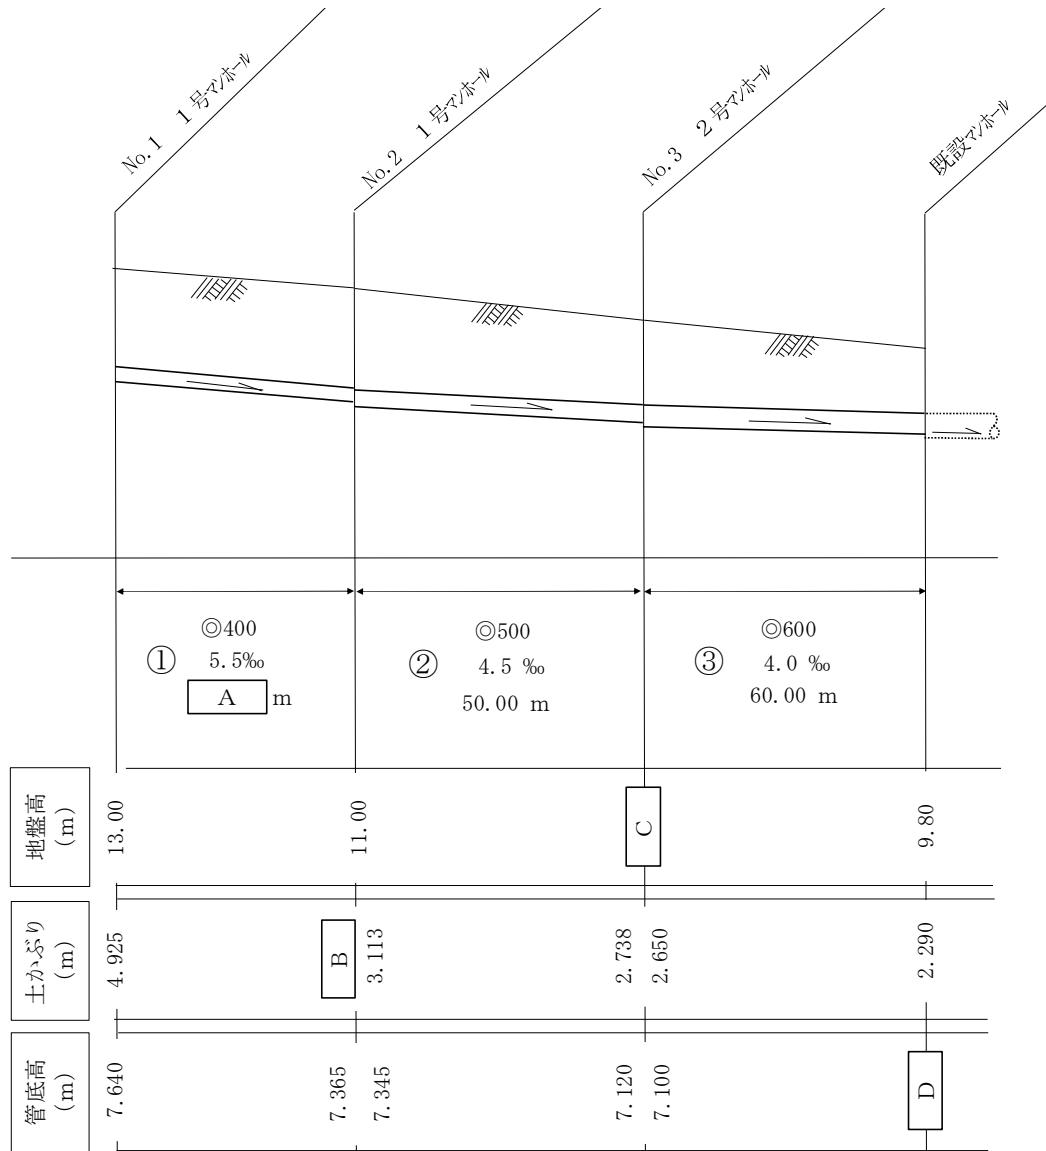 No.1　1号マンホール
No.2　1号マンホール
No.3　2号マンホール
既設マンホール
①
◎400
5.5‰
A m
②
◎500
4.5 ‰
50.00 m
③
◎600
4.0 ‰
60.00 m
地盤高
(m)
13.00
11.00
C
9.80
土かぶり
(m)
4.925
B
3.113
2.738
2.650
2.290
管底高
(m)
7.640
7.365
7.345
7.120
7.100
D